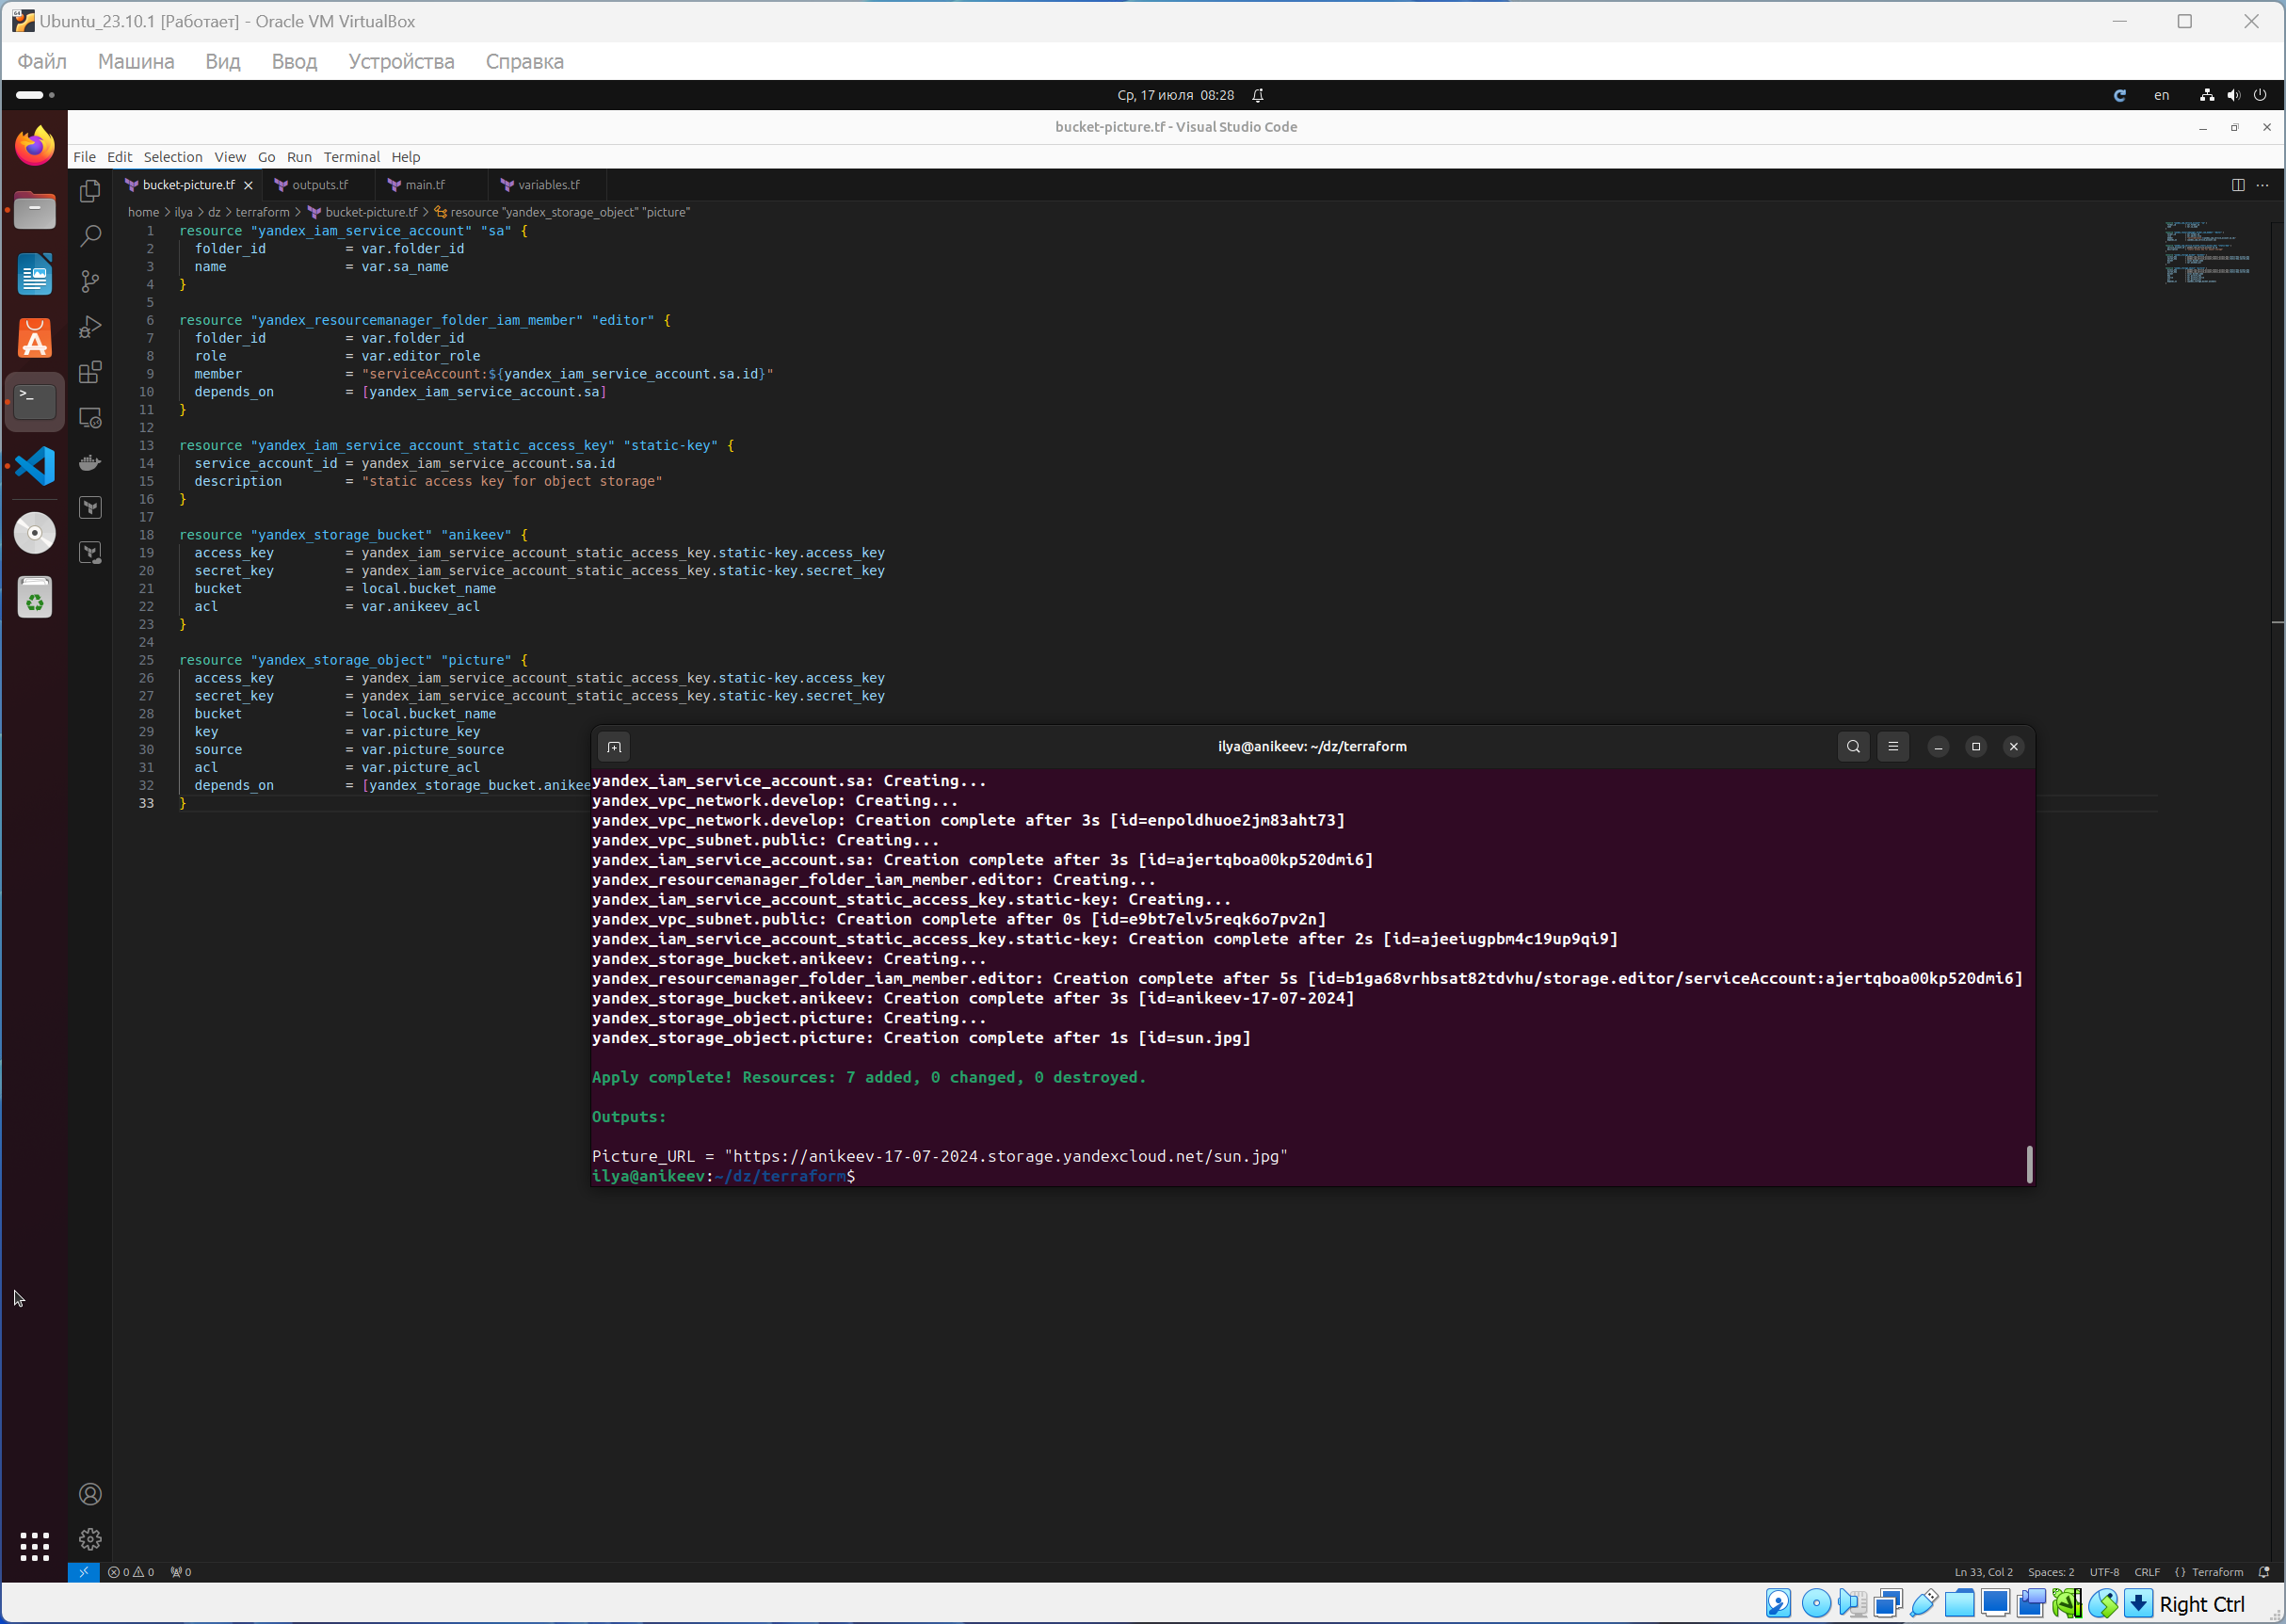 Ubuntu_23.10.1 [Работает] - Oracle VM VirtualBox
Файл Машина Вид Ввод Устройства Справка
Ср, 17 июля 08:28
en
bucket-picture.tf - Visual Studio Code
File Edit Selection View Go Run Terminal Help
bucket-picture.tf outputs.tf main.tf variables.tf
home > ilya > dz > terraform > bucket-picture.tf > resource "yandex_storage_object" "picture"
1 resource "yandex_iam_service_account" "sa" {
2 folder_id = var.folder_id
3 name = var.sa_name
4 }
5
6 resource "yandex_resourcemanager_folder_iam_member" "editor" {
7 folder_id = var.folder_id
8 role = var.editor_role
9 member = "serviceAccount:${yandex_iam_service_account.sa.id}"
10 depends_on = [yandex_iam_service_account.sa]
11 }
12
13 resource "yandex_iam_service_account_static_access_key" "static-key" {
14 service_account_id = yandex_iam_service_account.sa.id
15 description = "static access key for object storage"
16 }
17
18 resource "yandex_storage_bucket" "anikeev" {
19 access_key = yandex_iam_service_account_static_access_key.static-key.access_key
20 secret_key = yandex_iam_service_account_static_access_key.static-key.secret_key
21 bucket = local.bucket_name
22 acl = var.anikeev_acl
23 }
24
25 resource "yandex_storage_object" "picture" {
26 access_key = yandex_iam_service_account_static_access_key.static-key.access_key
27 secret_key = yandex_iam_service_account_static_access_key.static-key.secret_key
28 bucket = local.bucket_name
29 key = var.picture_key
30 source = var.picture_source
31 acl = var.picture_acl
32 depends_on = [yandex_storage_bucket.anikee
33 }
ilya@anikeev: ~/dz/terraform
yandex_iam_service_account.sa: Creating...
yandex_vpc_network.develop: Creating...
yandex_vpc_network.develop: Creation complete after 3s [id=enpoldhuoe2jm83aht73]
yandex_vpc_subnet.public: Creating...
yandex_iam_service_account.sa: Creation complete after 3s [id=ajertqboa00kp520dmi6]
yandex_resourcemanager_folder_iam_member.editor: Creating...
yandex_iam_service_account_static_access_key.static-key: Creating...
yandex_vpc_subnet.public: Creation complete after 0s [id=e9bt7elv5reqk6o7pv2n]
yandex_iam_service_account_static_access_key.static-key: Creation complete after 2s [id=ajeeiugpbm4c19up9qi9]
yandex_storage_bucket.anikeev: Creating...
yandex_resourcemanager_folder_iam_member.editor: Creation complete after 5s [id=b1ga68vrhbsat82tdvhu/storage.editor/serviceAccount:ajertqboa00kp520dmi6]
yandex_storage_bucket.anikeev: Creation complete after 3s [id=anikeev-17-07-2024]
yandex_storage_object.picture: Creating...
yandex_storage_object.picture: Creation complete after 1s [id=sun.jpg]
Apply complete! Resources: 7 added, 0 changed, 0 destroyed.
Outputs:
Picture_URL = "https://anikeev-17-07-2024.storage.yandexcloud.net/sun.jpg"
ilya@anikeev:~/dz/terraform$
0 0 0
Ln 33, Col 2 Spaces: 2 UTF-8 CRLF {} Terraform
Right Ctrl